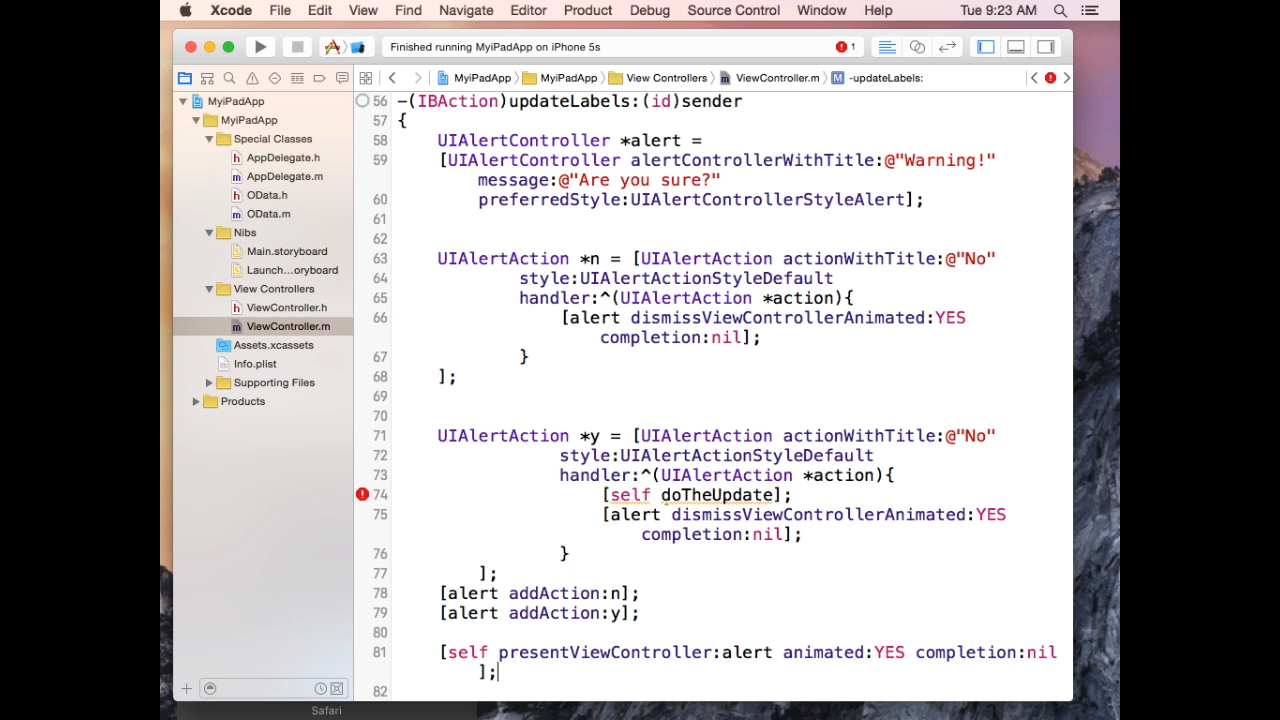 Xcode File Edit View Find Navigate Editor Product Debug Source Control Window Help Tue 9:23 AM
Finished running MyiPadApp on iPhone 5s 1
MyiPadApp MyiPadApp View Controllers ViewController.m M -updateLabels:
MyiPadApp
MyiPadApp
Special Classes
h AppDelegate.h
m AppDelegate.m
h OData.h
m OData.m
Nibs
Main.storyboard
Launch...oryboard
View Controllers
h ViewController.h
m ViewController.m
Assets.xcassets
Info.plist
Supporting Files
Products
56 -(IBAction)updateLabels:(id)sender
57 {
58 UIAlertController *alert =
59 [UIAlertController alertControllerWithTitle:@"Warning!"
message:@"Are you sure?"
60 preferredStyle:UIAlertControllerStyleAlert];
61
62
63 UIAlertAction *n = [UIAlertAction actionWithTitle:@"No"
64 style:UIAlertActionStyleDefault
65 handler:^(UIAlertAction *action){
66 [alert dismissViewControllerAnimated:YES
completion:nil];
67 }
68 ];
69
70
71 UIAlertAction *y = [UIAlertAction actionWithTitle:@"No"
72 style:UIAlertActionStyleDefault
73 handler:^(UIAlertAction *action){
74 [self doTheUpdate];
75 [alert dismissViewControllerAnimated:YES
completion:nil];
76 }
77 ];
78 [alert addAction:n];
79 [alert addAction:y];
80
81 [self presentViewController:alert animated:YES completion:nil
];
82
Safari